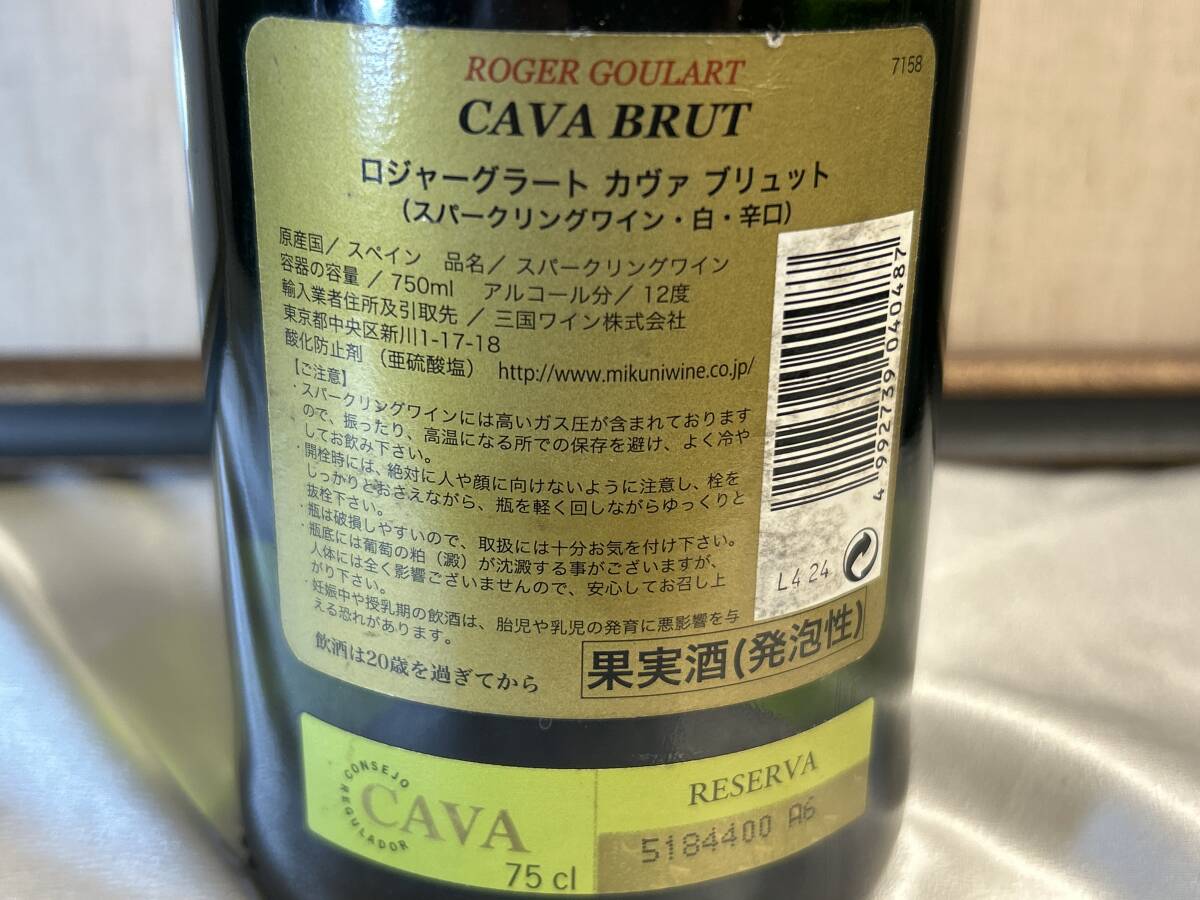 ROGER GOULART
7158
CAVA BRUT
ロジャーグラート カヴァ ブリュット
(スパークリングワイン・白・辛口)
原産国/ スペイン 品名/ スパークリングワイン
容器の容量 / 750ml アルコール分/ 12度
輸入業者住所及引取先 / 三国ワイン株式会社
東京都中央区新川1-17-18
酸化防止剤 (亜硫酸塩) http://www.mikuniwine.co.jp/
【ご注意】
・スパークリングワインには高いガス圧が含まれております
ので、振ったり、高温になる所での保存を避け、よく冷や
してお飲み下さい。
・開栓時には、絶対に人や顔に向けないように注意し、栓を
しっかりとおさえながら、瓶を軽く回しながらゆっくりと
抜栓下さい。
・瓶は破損しやすいので、取扱には十分お気を付け下さい。
・瓶底には葡萄の粕(澱)が沈澱する事がございますが、
人体には全く影響ございませんので、安心してお召し上
がり下さい。
・妊娠中や授乳期の飲酒は、胎児や乳児の発育に悪影響を与
える恐れがあります。
飲酒は20歳を過ぎてから
果実酒(発泡性)
4 992739 040487
L4 24
CONSEJO
REGULADOR
CAVA
75 cl
RESERVA
5184400 A6